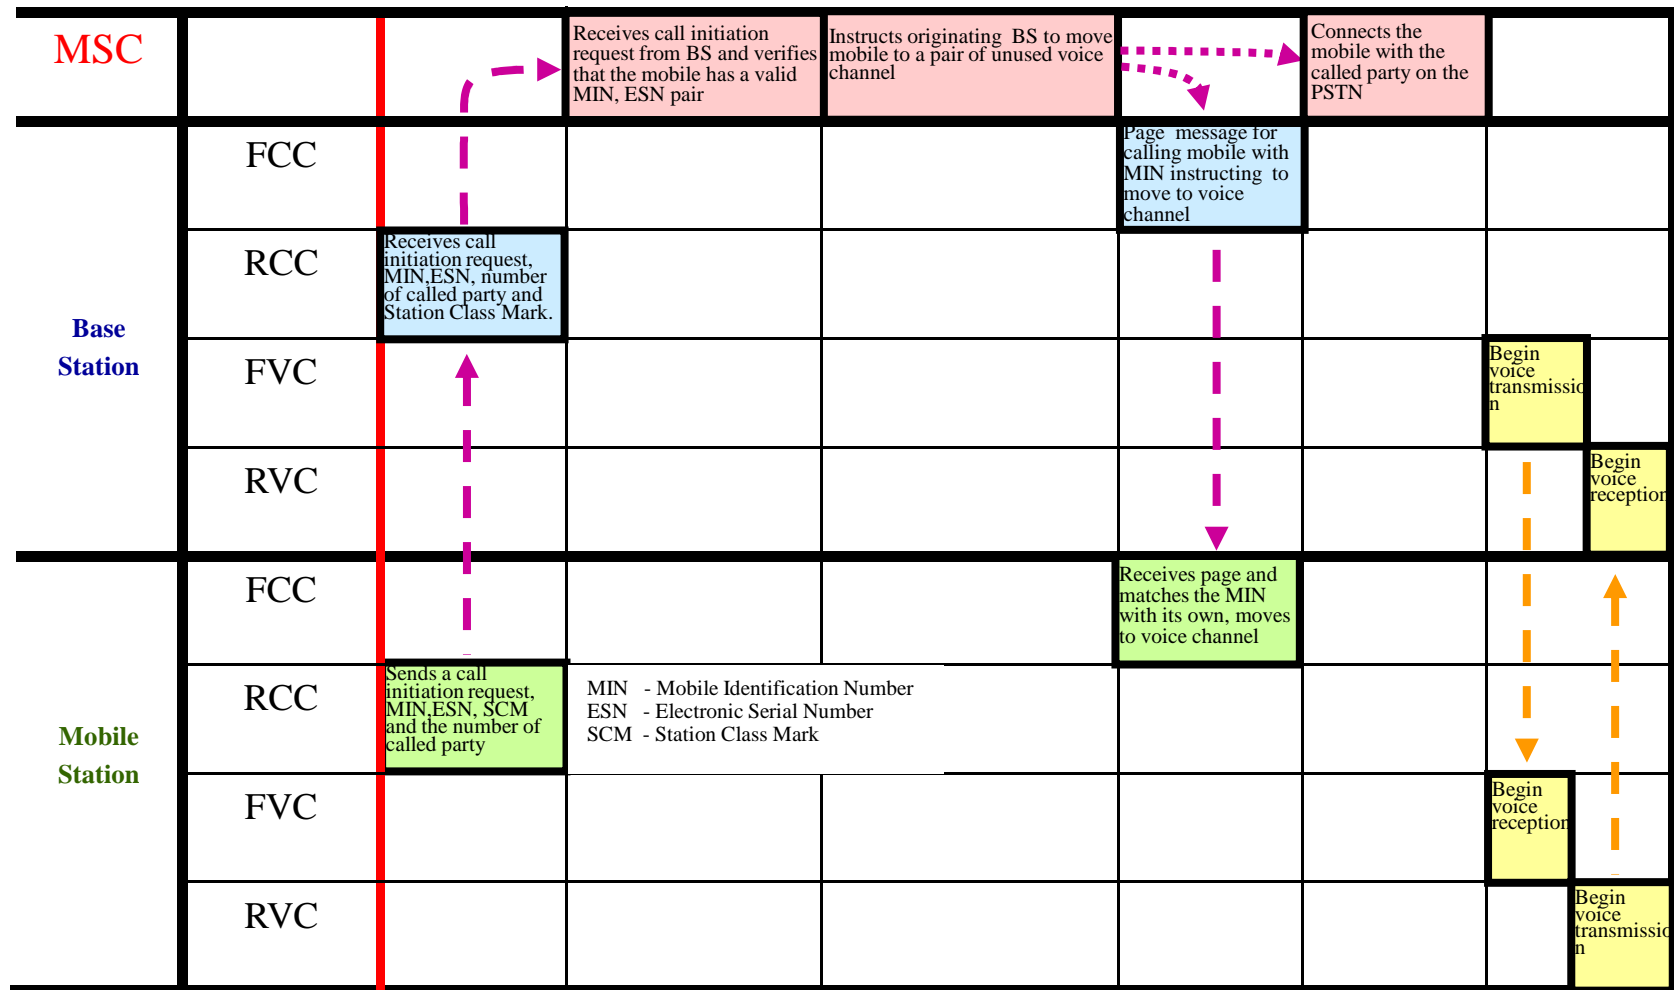 MSC
Receives call initiation
request from BS and verifies
that the mobile has a valid
MIN, ESN pair
Instructs originating BS to move
mobile to a pair of unused voice
channel
Connects the
mobile with the
called party on the
PSTN
Base
Station
FCC
Page message for
calling mobile with
MIN instructing to
move to voice
channel
RCC
Receives call
initiation request,
MIN,ESN, number
of called party and
Station Class Mark.
FVC
Begin
voice
transmissio
n
RVC
Begin
voice
reception
Mobile
Station
FCC
Receives page and
matches the MIN
with its own, moves
to voice channel
RCC
Sends a call
initiation request,
MIN,ESN, SCM
and the number of
called party
MIN - Mobile Identification Number
ESN - Electronic Serial Number
SCM - Station Class Mark
FVC
Begin
voice
reception
RVC
Begin
voice
transmissio
n